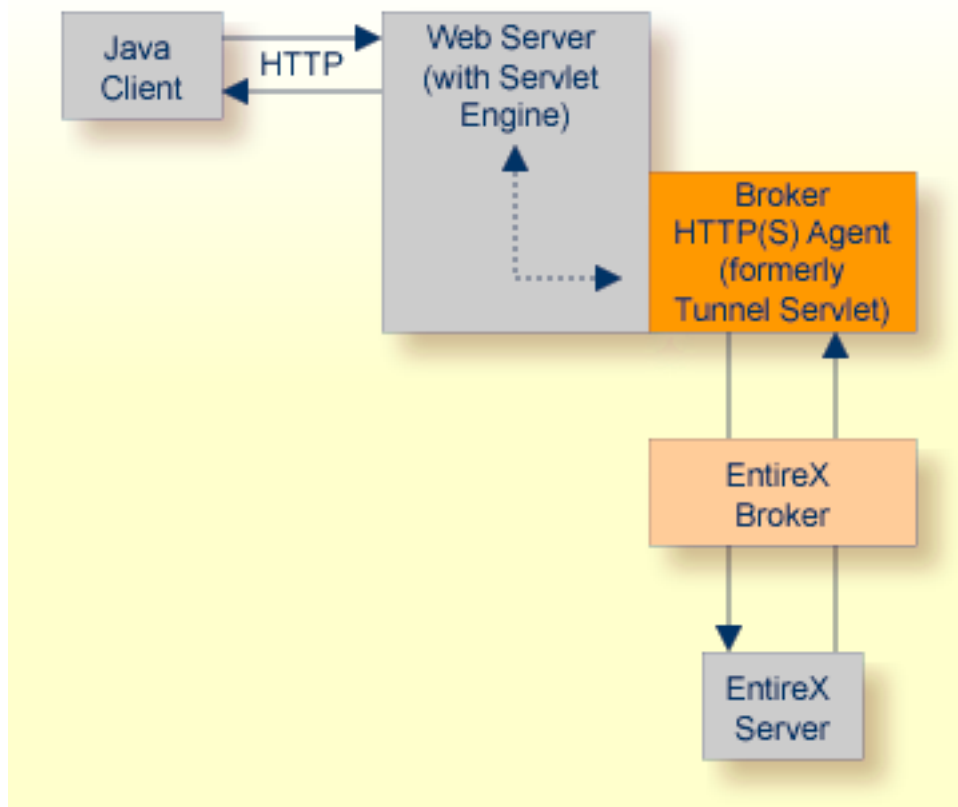 Java
Client
HTTP
Web Server
(with Servlet
Engine)
Broker
HTTP(S) Agent
(formerly
Tunnel Servlet)
EntireX
Broker
EntireX
Server